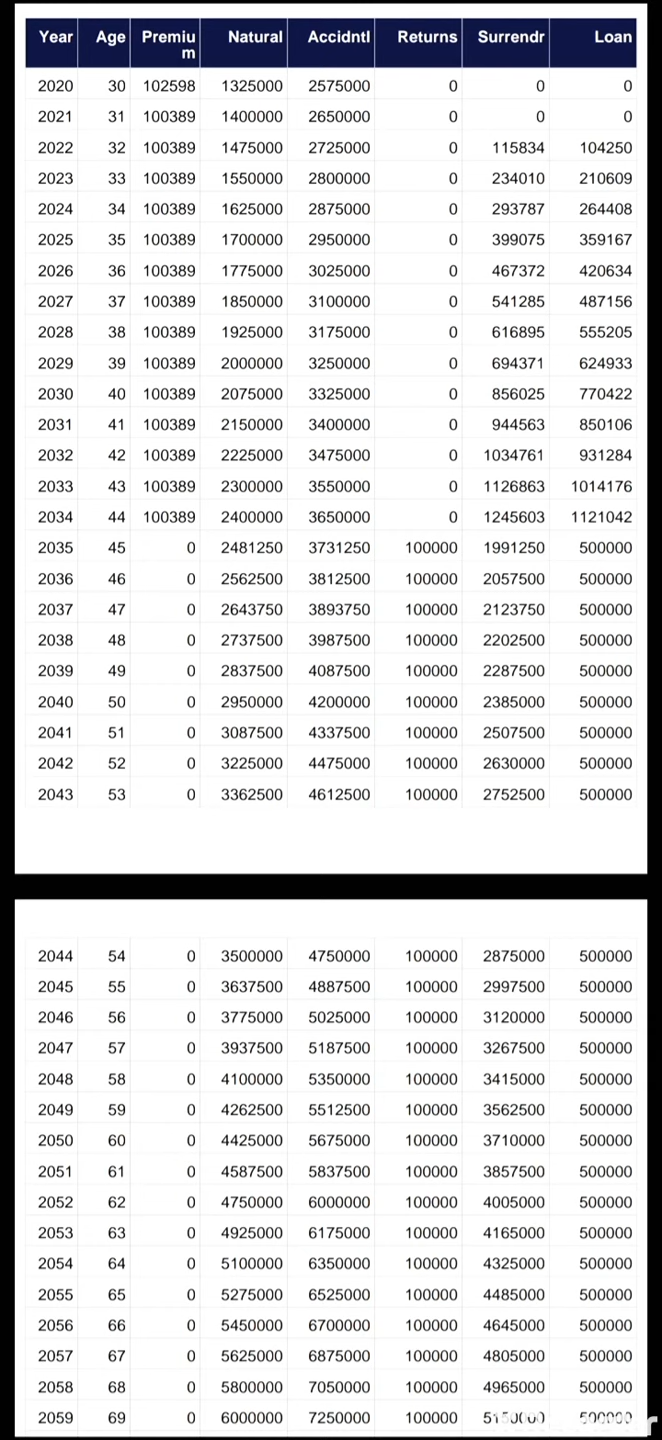 Year Age Premiu
m Natural Accidntl Returns Surrendr Loan
2020 30 102598 1325000 2575000 0 0 0
2021 31 100389 1400000 2650000 0 0 0
2022 32 100389 1475000 2725000 0 115834 104250
2023 33 100389 1550000 2800000 0 234010 210609
2024 34 100389 1625000 2875000 0 293787 264408
2025 35 100389 1700000 2950000 0 399075 359167
2026 36 100389 1775000 3025000 0 467372 420634
2027 37 100389 1850000 3100000 0 541285 487156
2028 38 100389 1925000 3175000 0 616895 555205
2029 39 100389 2000000 3250000 0 694371 624933
2030 40 100389 2075000 3325000 0 856025 770422
2031 41 100389 2150000 3400000 0 944563 850106
2032 42 100389 2225000 3475000 0 1034761 931284
2033 43 100389 2300000 3550000 0 1126863 1014176
2034 44 100389 2400000 3650000 0 1245603 1121042
2035 45 0 2481250 3731250 100000 1991250 500000
2036 46 0 2562500 3812500 100000 2057500 500000
2037 47 0 2643750 3893750 100000 2123750 500000
2038 48 0 2737500 3987500 100000 2202500 500000
2039 49 0 2837500 4087500 100000 2287500 500000
2040 50 0 2950000 4200000 100000 2385000 500000
2041 51 0 3087500 4337500 100000 2507500 500000
2042 52 0 3225000 4475000 100000 2630000 500000
2043 53 0 3362500 4612500 100000 2752500 500000
2044 54 0 3500000 4750000 100000 2875000 500000
2045 55 0 3637500 4887500 100000 2997500 500000
2046 56 0 3775000 5025000 100000 3120000 500000
2047 57 0 3937500 5187500 100000 3267500 500000
2048 58 0 4100000 5350000 100000 3415000 500000
2049 59 0 4262500 5512500 100000 3562500 500000
2050 60 0 4425000 5675000 100000 3710000 500000
2051 61 0 4587500 5837500 100000 3857500 500000
2052 62 0 4750000 6000000 100000 4005000 500000
2053 63 0 4925000 6175000 100000 4165000 500000
2054 64 0 5100000 6350000 100000 4325000 500000
2055 65 0 5275000 6525000 100000 4485000 500000
2056 66 0 5450000 6700000 100000 4645000 500000
2057 67 0 5625000 6875000 100000 4805000 500000
2058 68 0 5800000 7050000 100000 4965000 500000
2059 69 0 6000000 7250000 100000